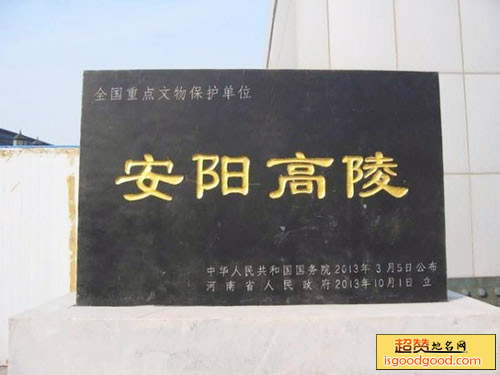 全国重点文物保护单位
安阳高陵
中华人民共和国国务院2013年3月5日公布
河南省人民政府2013年10月1日立
超赞地名网
isgoodgood.com